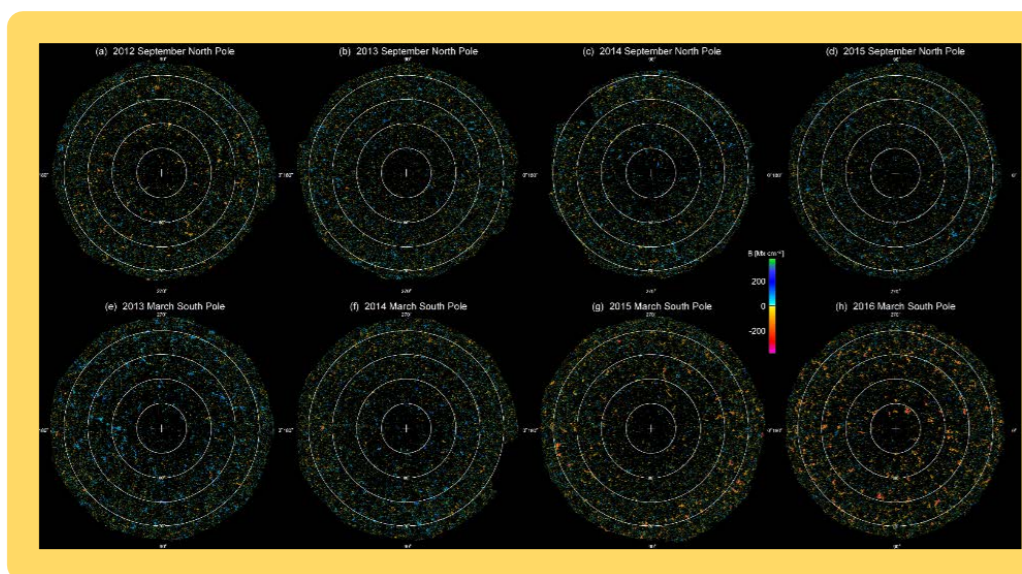 (a) 2012 September North Pole
(b) 2013 September North Pole
(c) 2014 September North Pole
(d) 2015 September North Pole
B [Mx cm⁻²]
200
0
-200
(e) 2013 March South Pole
(f) 2014 March South Pole
(g) 2015 March South Pole
(h) 2016 March South Pole
270°